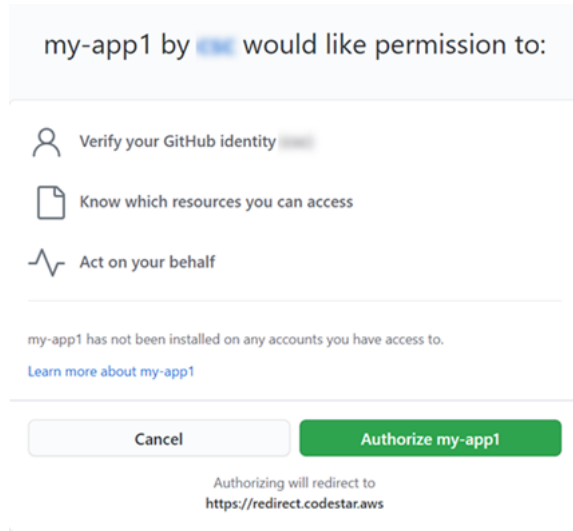 my-app1 by would like permission to:
Verify your GitHub identity
Know which resources you can access
Act on your behalf
my-app1 has not been installed on any accounts you have access to.
Learn more about my-app1
Cancel
Authorize my-app1
Authorizing will redirect to
https://redirect.codestar.aws